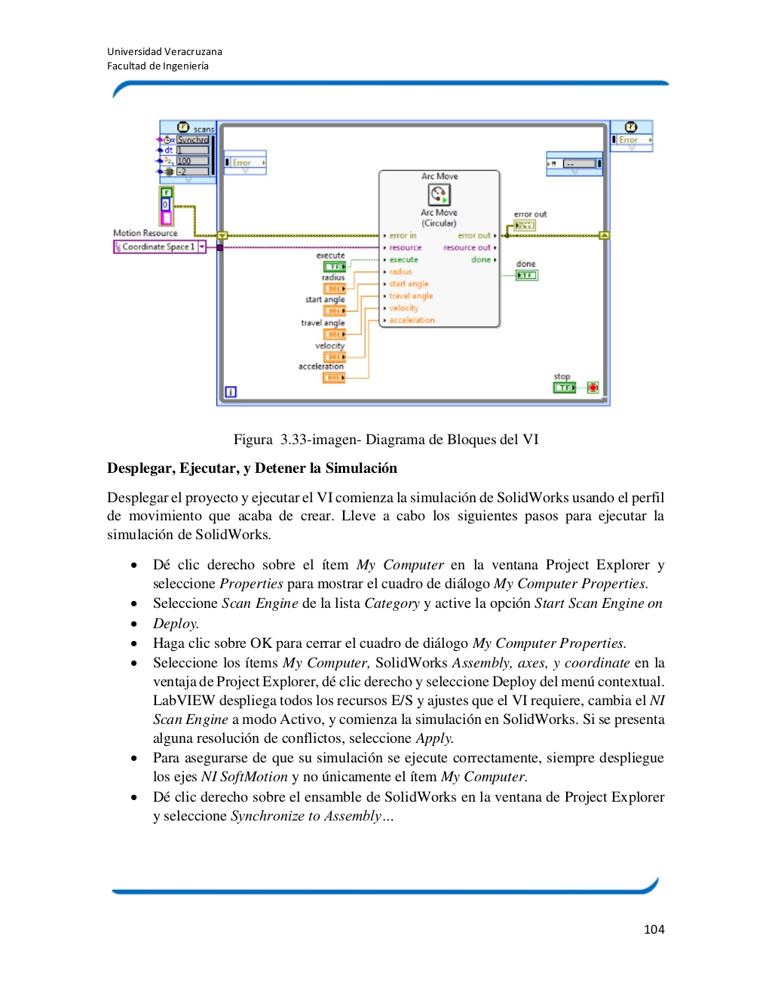 Universidad Veracruzana
Facultad de Ingeniería
scans
Synchro
dt 1
100
-2
Error
Error
--
F
0
Motion Resource
Coordinate Space 1
Arc Move
Arc Move
(Circular)
error in error out
resource resource out
execute done
radius
start angle
travel angle
velocity
acceleration
execute
TF
radius
DBL
start angle
DBL
travel angle
DBL
velocity
DBL
acceleration
DBL
error out
done
TF
stop
TF
i
Figura 3.33-imagen- Diagrama de Bloques del VI
Desplegar, Ejecutar, y Detener la Simulación
Desplegar el proyecto y ejecutar el VI comienza la simulación de SolidWorks usando el perfil
de movimiento que acaba de crear. Lleve a cabo los siguientes pasos para ejecutar la
simulación de SolidWorks.
• Dé clic derecho sobre el ítem My Computer en la ventana Project Explorer y
seleccione Properties para mostrar el cuadro de diálogo My Computer Properties.
• Seleccione Scan Engine de la lista Category y active la opción Start Scan Engine on
• Deploy.
• Haga clic sobre OK para cerrar el cuadro de diálogo My Computer Properties.
• Seleccione los ítems My Computer, SolidWorks Assembly, axes, y coordinate en la
ventaja de Project Explorer, dé clic derecho y seleccione Deploy del menú contextual.
LabVIEW despliega todos los recursos E/S y ajustes que el VI requiere, cambia el NI
Scan Engine a modo Activo, y comienza la simulación en SolidWorks. Si se presenta
alguna resolución de conflictos, seleccione Apply.
• Para asegurarse de que su simulación se ejecute correctamente, siempre despliegue
los ejes NI SoftMotion y no únicamente el ítem My Computer.
• Dé clic derecho sobre el ensamble de SolidWorks en la ventana de Project Explorer
y seleccione Synchronize to Assembly…
104